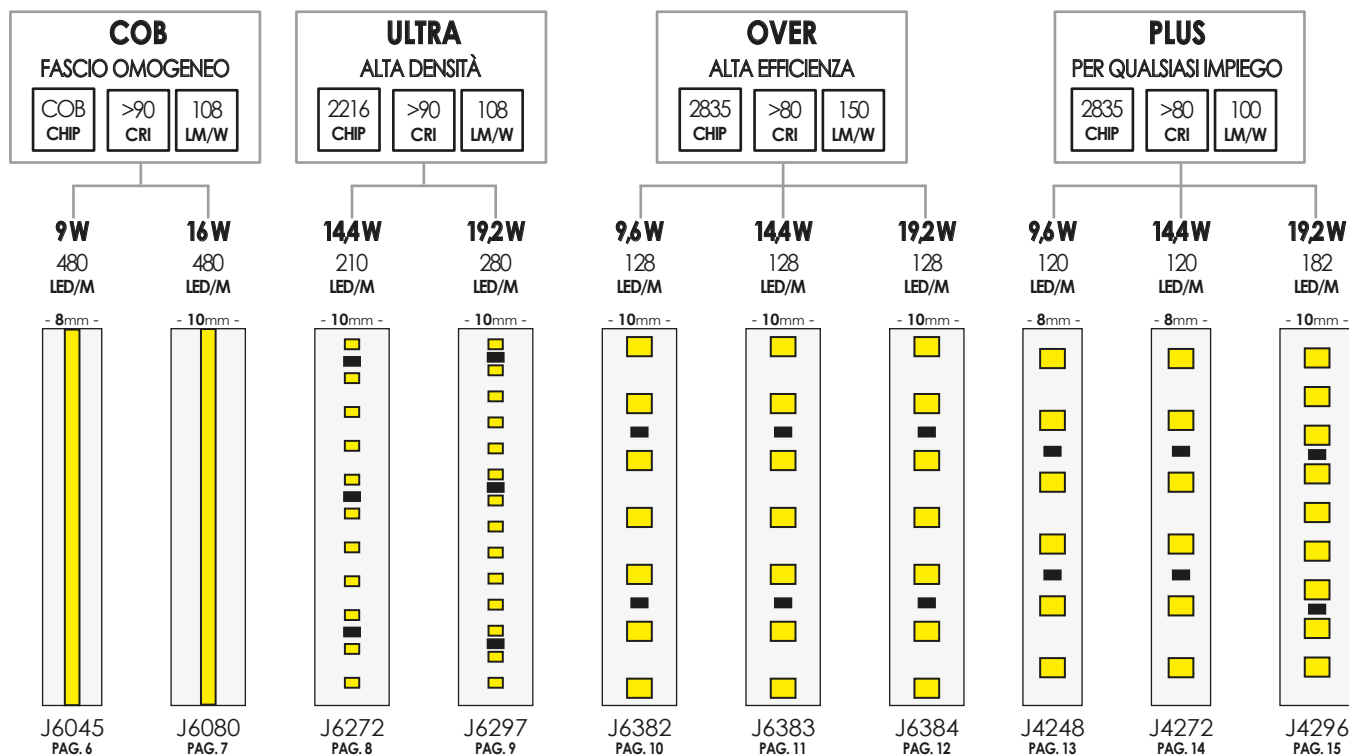 COB
FASCIO OMOGENEO
COB
CHIP
>90
CRI
108
LM/W
ULTRA
ALTA DENSITÀ
2216
CHIP
>90
CRI
108
LM/W
OVER
ALTA EFFICIENZA
2835
CHIP
>80
CRI
150
LM/W
PLUS
PER QUALSIASI IMPIEGO
2835
CHIP
>80
CRI
100
LM/W
9W
480
LED/M
- 8mm -
J6045
PAG. 6
16W
480
LED/M
- 10mm -
J6080
PAG. 7
14,4W
210
LED/M
- 10mm -
J6272
PAG. 8
19,2W
280
LED/M
- 10mm -
J6297
PAG. 9
9,6W
128
LED/M
- 10mm -
J6382
PAG. 10
14,4W
128
LED/M
- 10mm -
J6383
PAG. 11
19,2W
128
LED/M
- 10mm -
J6384
PAG. 12
9,6W
120
LED/M
- 8mm -
J4248
PAG. 13
14,4W
120
LED/M
- 8mm -
J4272
PAG. 14
19,2W
182
LED/M
- 10mm -
J4296
PAG. 15